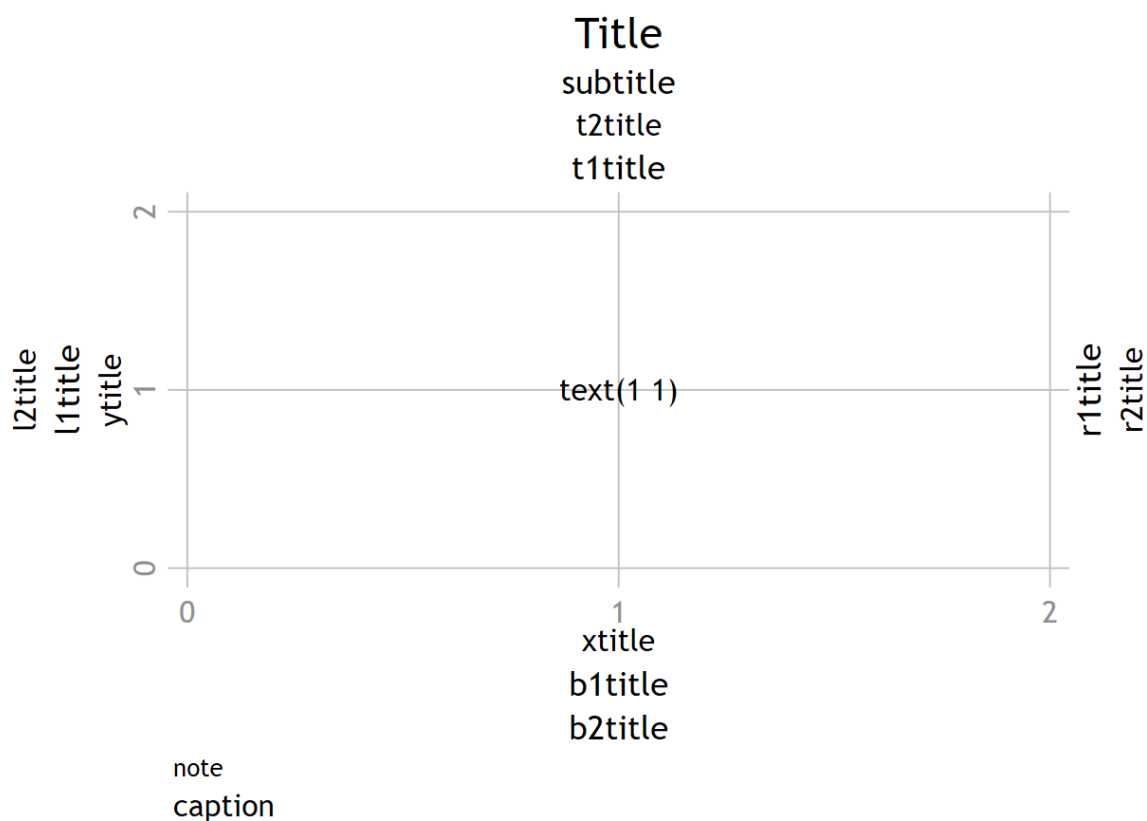 Title
subtitle
t2title
t1title
2
l2title
l1title
ytitle
1
text(1 1)
r1title
r2title
0
0 1 2
xtitle
b1title
b2title
note
caption